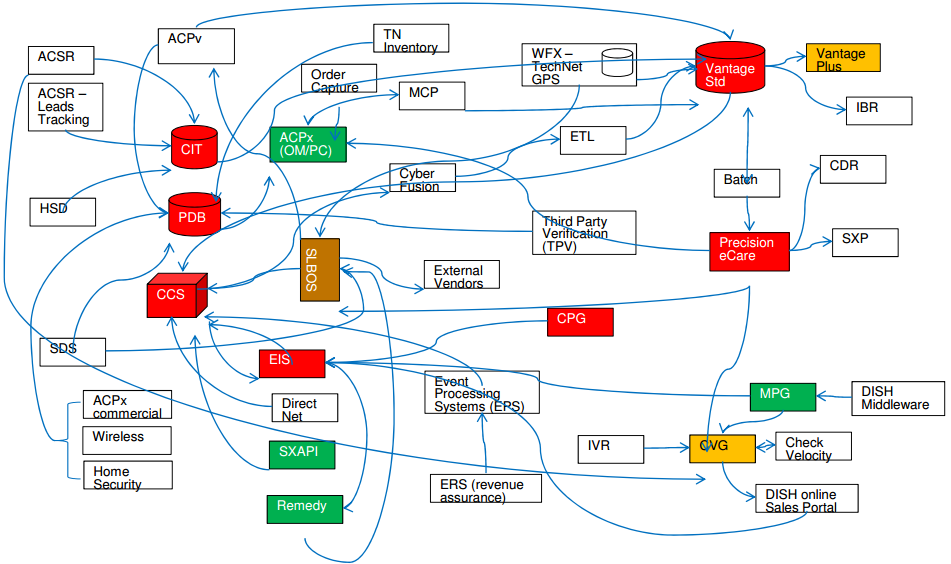 ACPv
TN
Inventory
ACSR
WFX –
TechNet
GPS
Vantage
Std
Vantage
Plus
Order
Capture
MCP
ACSR –
Leads
Tracking
IBR
CIT
ACPx
(OM/PC)
ETL
Cyber
Fusion
Batch
CDR
HSD
PDB
Third Party
Verification
(TPV)
Precision
eCare
SXP
SLBOS
CCS
External
Vendors
CPG
SDS
EIS
Event
Processing
Systems (EPS)
MPG
DISH
Middleware
ACPx
commercial
Direct
Net
Wireless
SXAPI
IVR
CVG
Check
Velocity
Home
Security
ERS (revenue
assurance)
DISH online
Sales Portal
Remedy